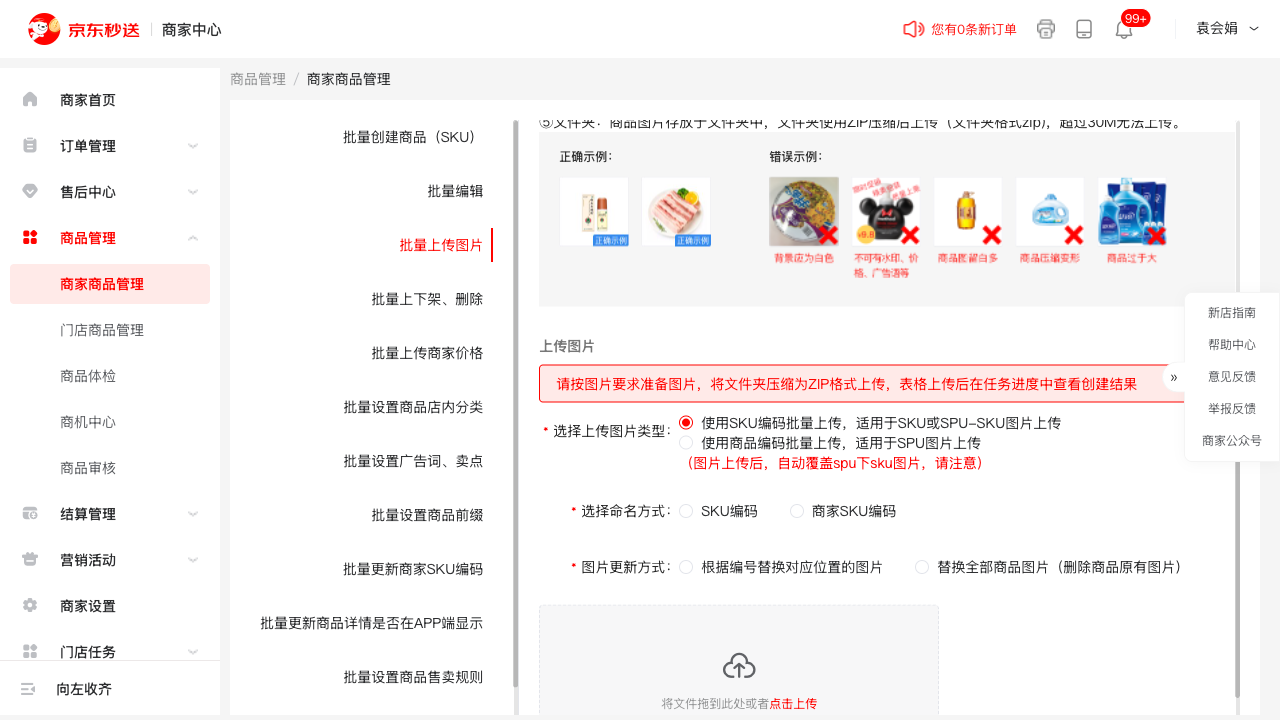 京东秒送
商家中心
您有0条新订单
99+
袁会娟
商家首页
订单管理
售后中心
商品管理
商家商品管理
门店商品管理
商品体检
商机中心
商品审核
结算管理
营销活动
商家设置
门店任务
向左收齐
商品管理 / 商家商品管理
批量创建商品（SKU）
批量编辑
批量上传图片
批量上下架、删除
批量上传商家价格
批量设置商品店内分类
批量设置广告词、卖点
批量设置商品前缀
批量更新商家SKU编码
批量更新商品详情是否在APP端显示
批量设置商品售卖规则
⑤文件夹：商品图片存放于文件夹中，文件夹使用ZIP压缩后上传（文件夹格式zip)，超过30M无法上传。
正确示例：
错误示例：
正确示例
正确示例
背景应为白色
不可有水印、价
格、广告语等
商品图留白多
商品压缩变形
商品过于大
上传图片
请按图片要求准备图片，将文件夹压缩为ZIP格式上传，表格上传后在任务进度中查看创建结果
* 选择上传图片类型：
使用SKU编码批量上传，适用于SKU或SPU-SKU图片上传
使用商品编码批量上传，适用于SPU图片上传
（图片上传后，自动覆盖spu下sku图片，请注意）
* 选择命名方式：
SKU编码
商家SKU编码
* 图片更新方式：
根据编号替换对应位置的图片
替换全部商品图片（删除商品原有图片）
将文件拖到此处或者点击上传
»
新店指南
帮助中心
意见反馈
举报反馈
商家公众号